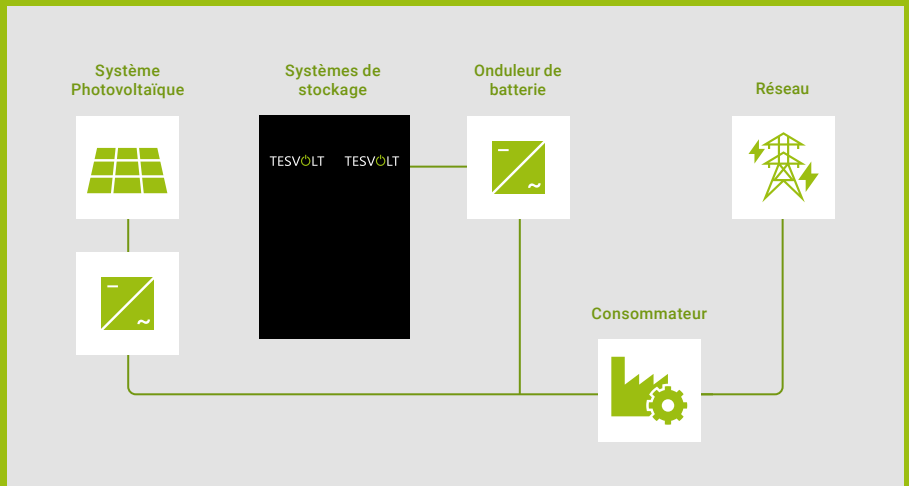 Système
Photovoltaïque
Systèmes de
stockage
Onduleur de
batterie
Réseau
TESVOLT TESVOLT
Consommateur